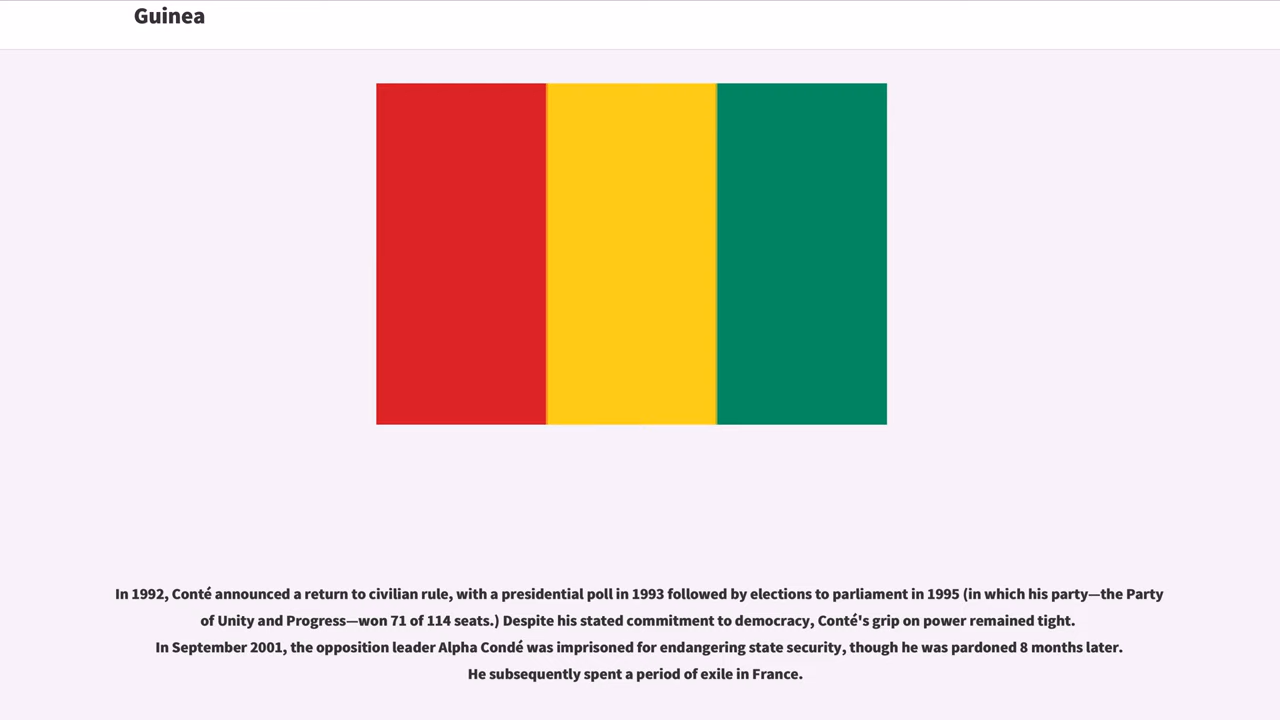 Guinea
In 1992, Conté announced a return to civilian rule, with a presidential poll in 1993 followed by elections to parliament in 1995 (in which his party—the Party
of Unity and Progress—won 71 of 114 seats.) Despite his stated commitment to democracy, Conté's grip on power remained tight.
In September 2001, the opposition leader Alpha Condé was imprisoned for endangering state security, though he was pardoned 8 months later.
He subsequently spent a period of exile in France.